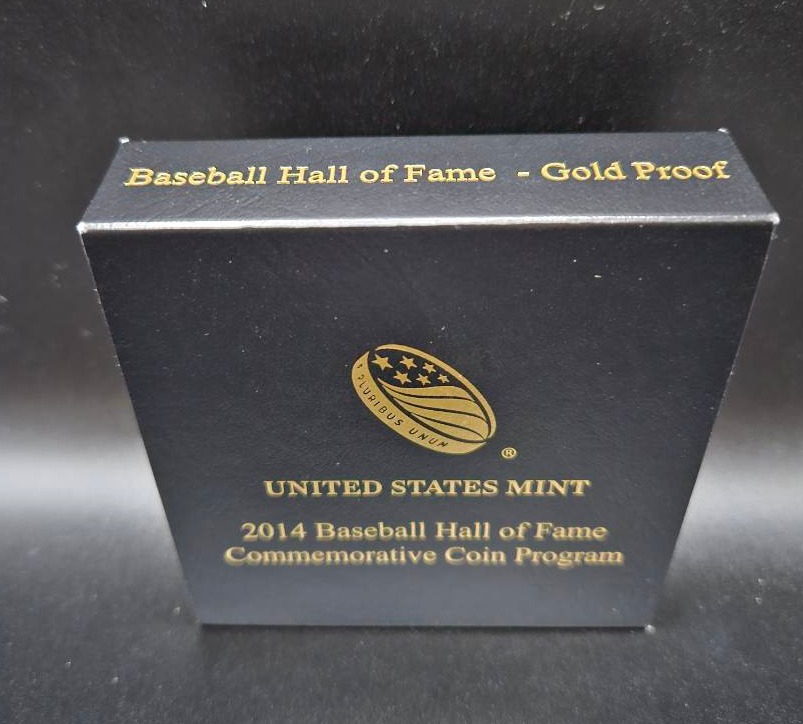 Baseball Hall of Fame - Gold Proof
E PLURIBUS UNUM
®
UNITED STATES MINT
2014 Baseball Hall of Fame
Commemorative Coin Program